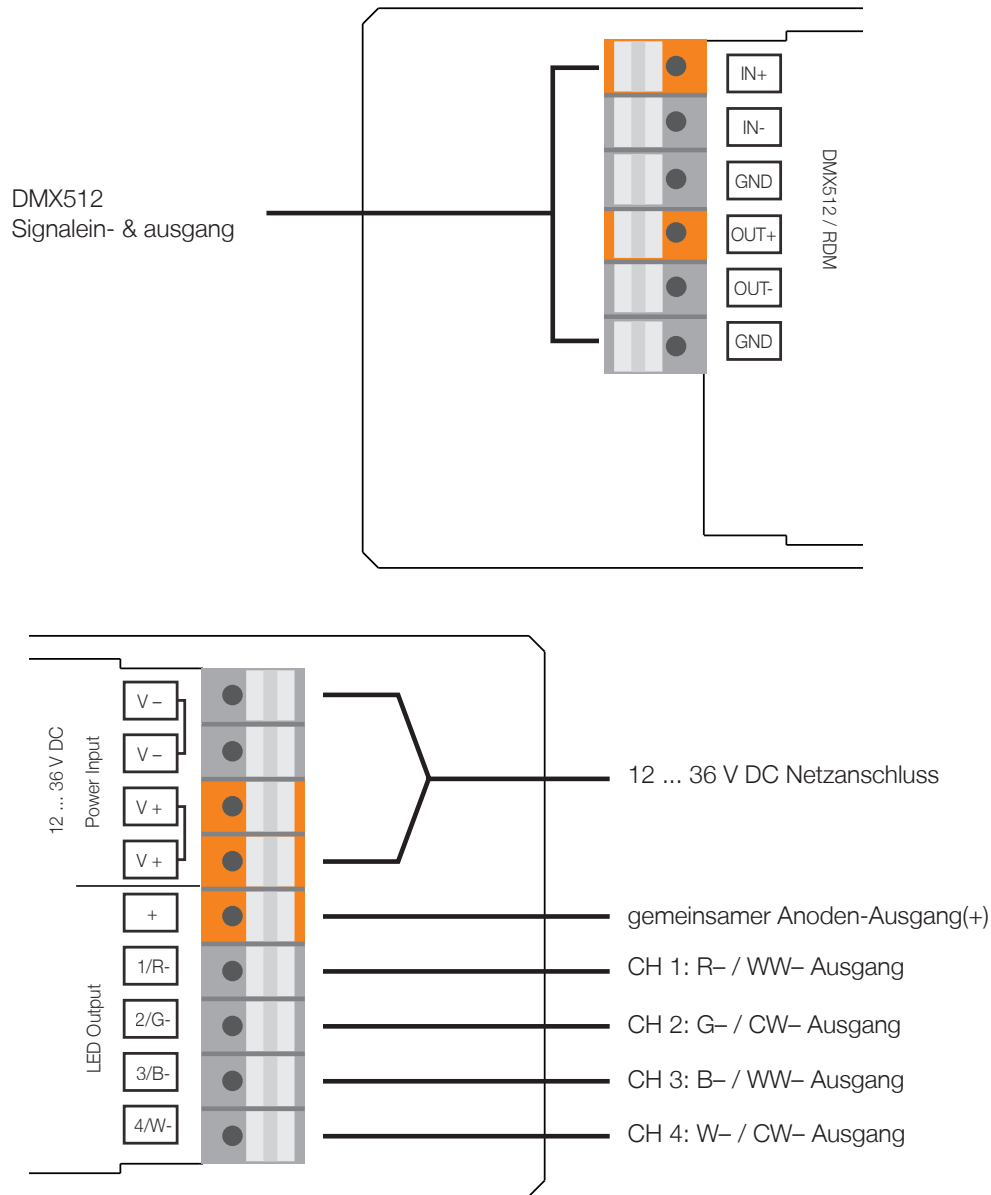 DMX512
Signalein- & ausgang
IN+
IN-
GND
OUT+
OUT-
GND
DMX512 / RDM
12 ... 36 V DC
Power Input
V –
V –
V +
V +
LED Output
+
1/R-
2/G-
3/B-
4/W-
12 ... 36 V DC Netzanschluss
gemeinsamer Anoden-Ausgang(+)
CH 1: R– / WW– Ausgang
CH 2: G– / CW– Ausgang
CH 3: B– / WW– Ausgang
CH 4: W– / CW– Ausgang